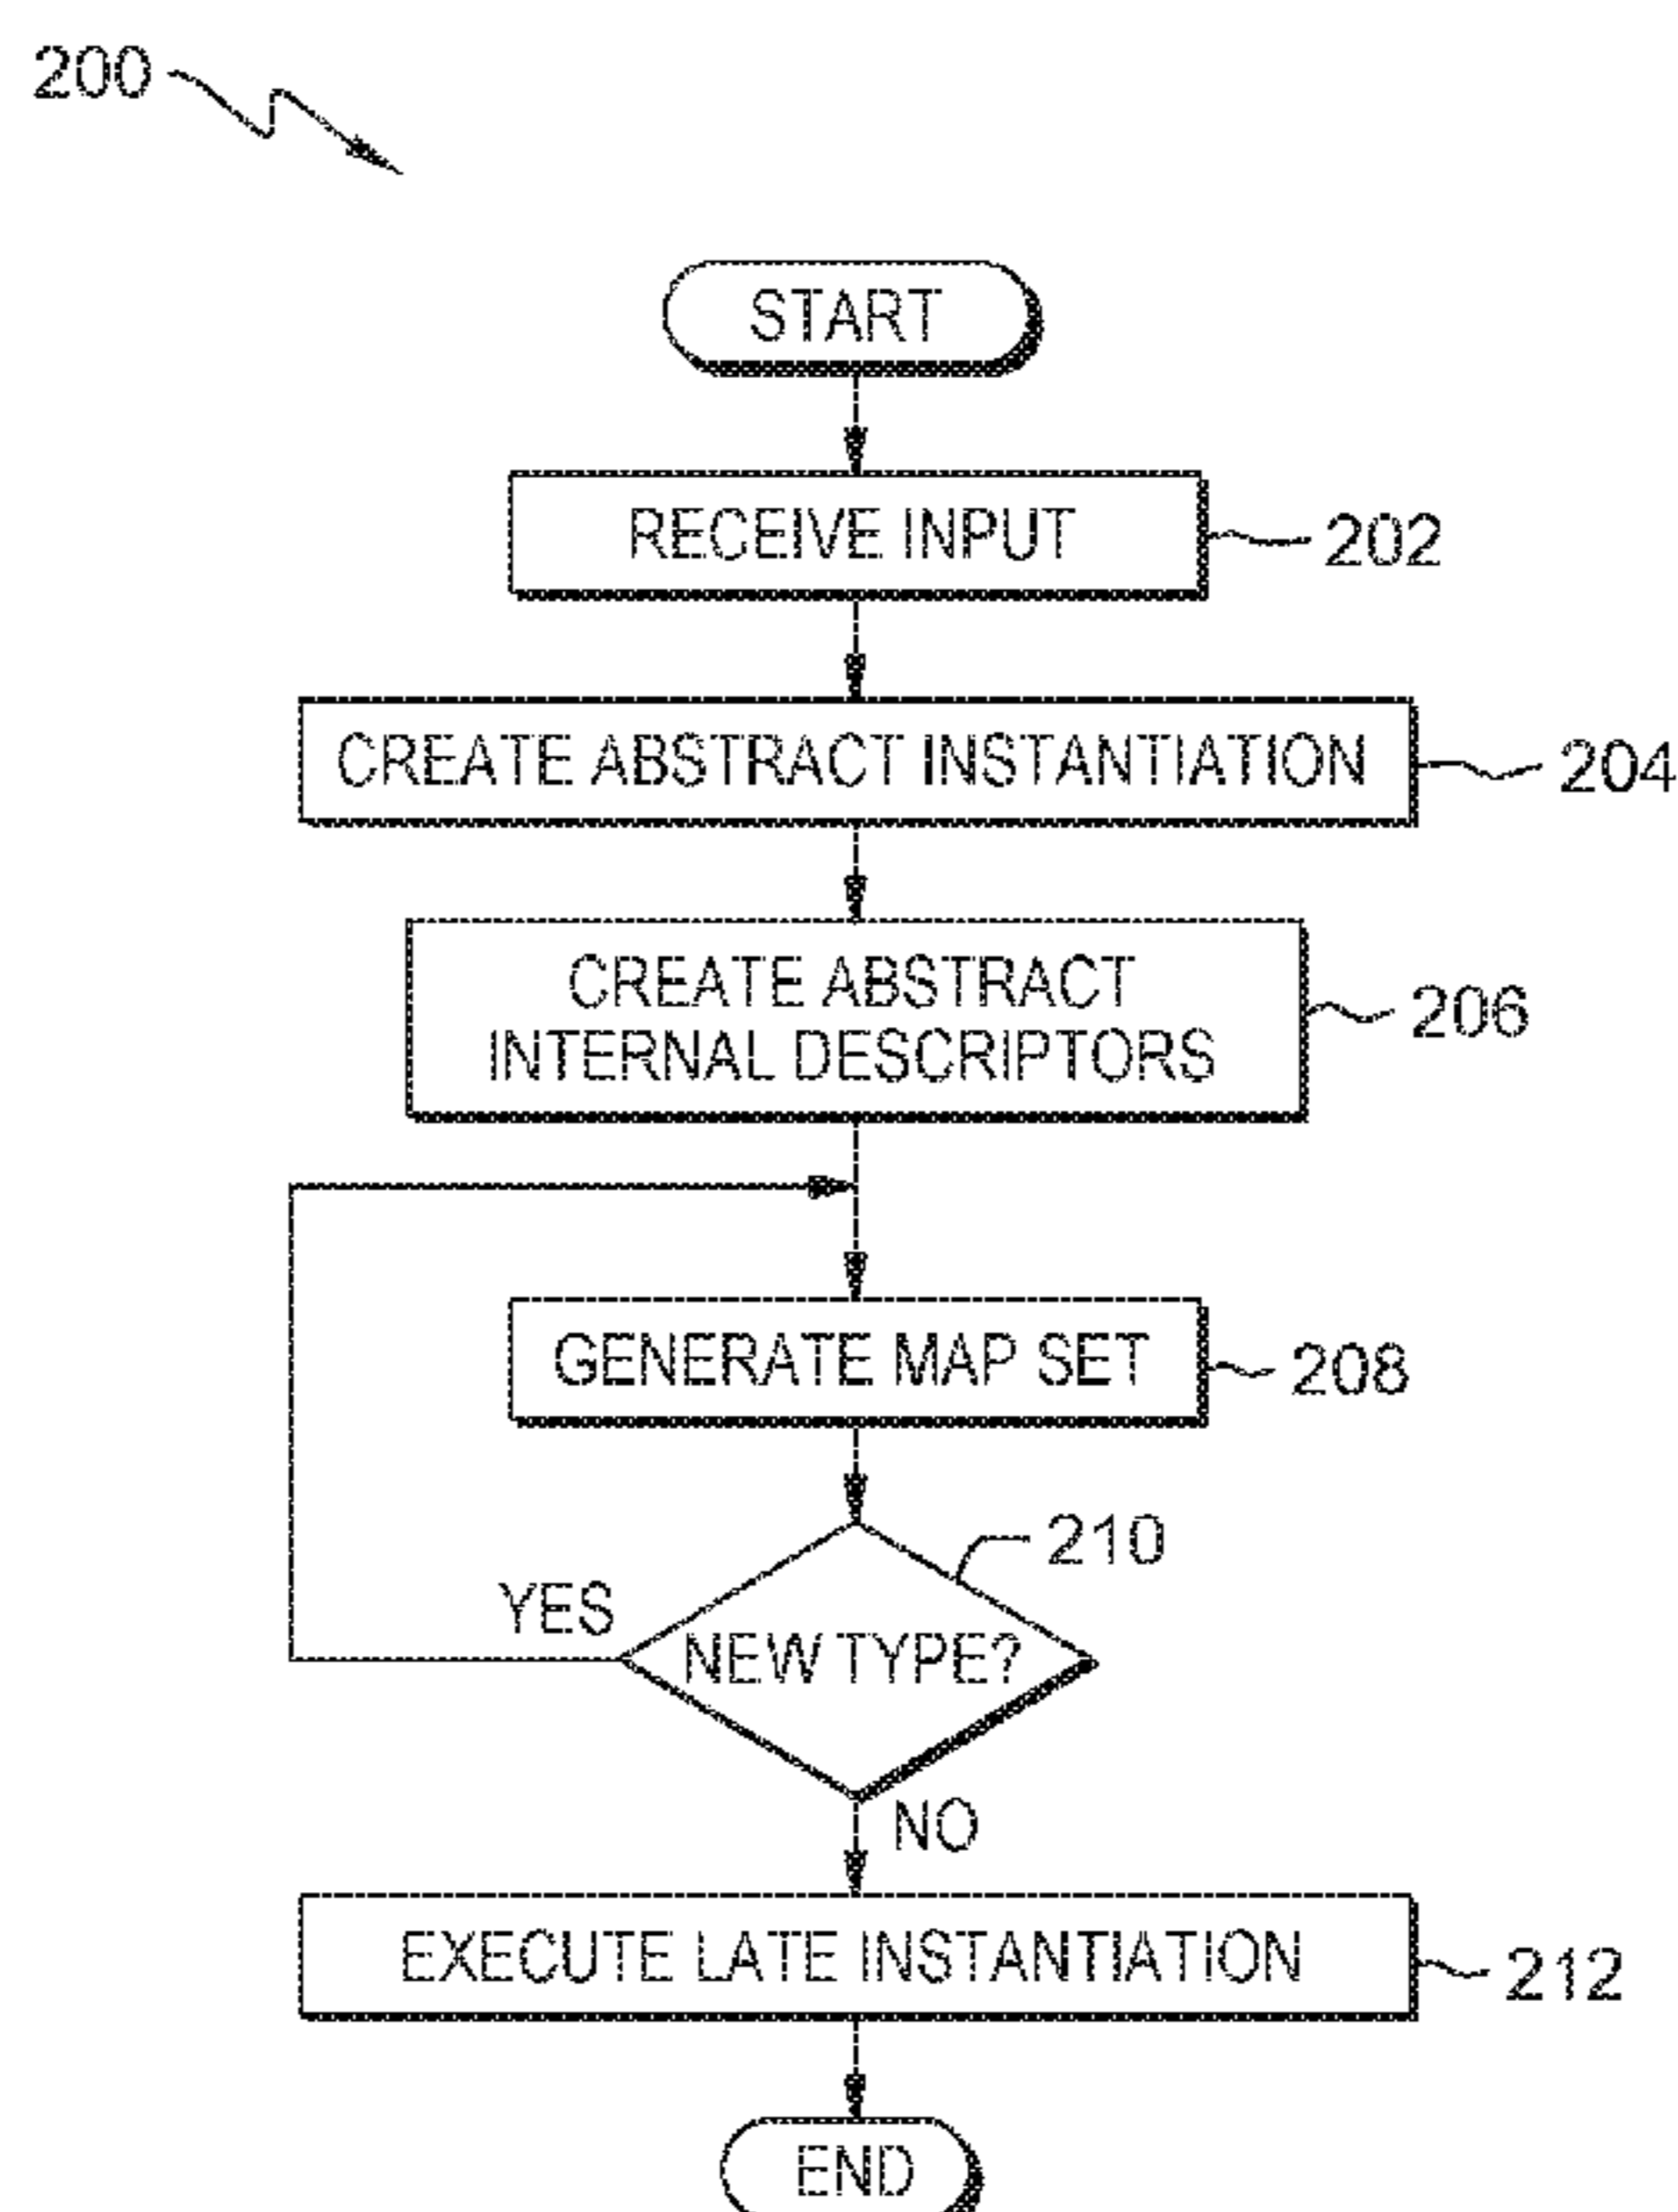 200
START
RECEIVE INPUT
202
CREATE ABSTRACT INSTANTIATION
204
CREATE ABSTRACT
INTERNAL DESCRIPTORS
206
GENERATE MAP SET
208
210
YES
NEW TYPE?
NO
EXECUTE LATE INSTANTIATION
212
END